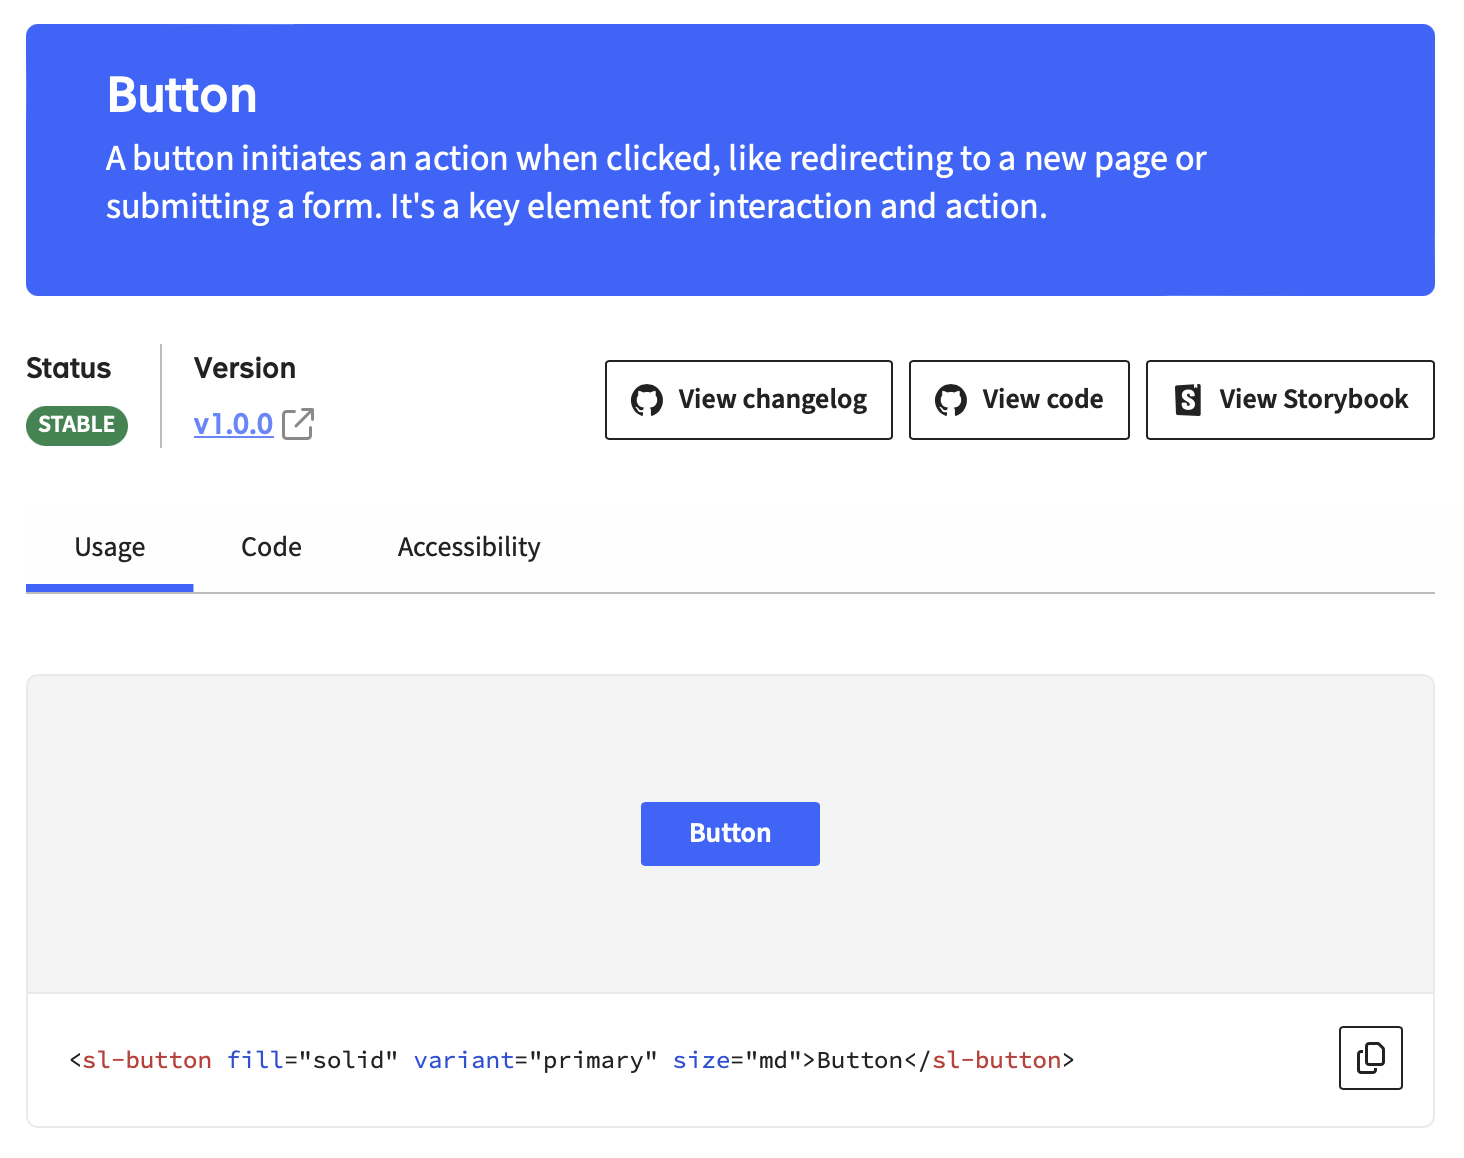 Button
A button initiates an action when clicked, like redirecting to a new page or
submitting a form. It's a key element for interaction and action.
Status
Version
STABLE
v1.0.0
View changelog
View code
View Storybook
Usage
Code
Accessibility
Button
<sl-button fill="solid" variant="primary" size="md">Button</sl-button>